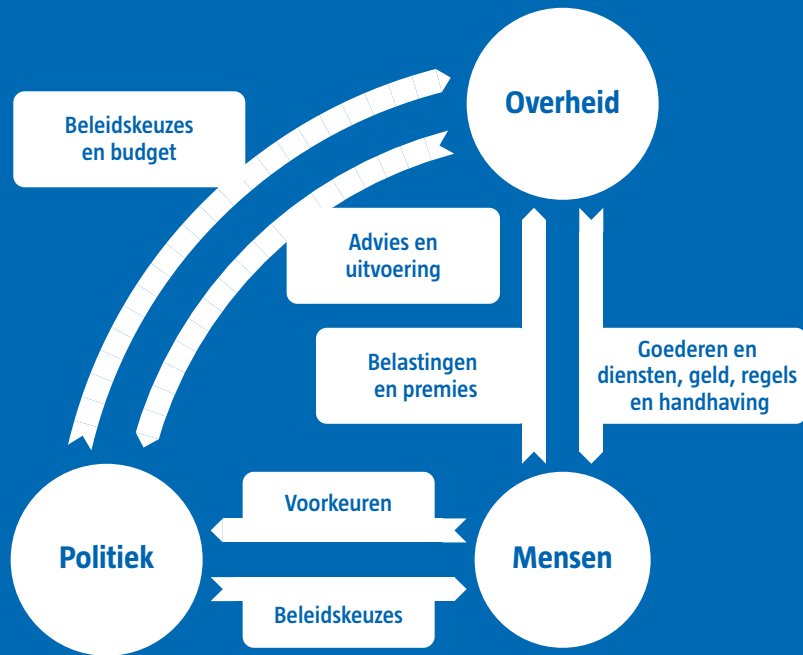 Overheid
Beleidskeuzes
en budget
Advies en
uitvoering
Belastingen
en premies
Goederen en
diensten, geld, regels
en handhaving
Voorkeuren
Politiek
Mensen
Beleidskeuzes